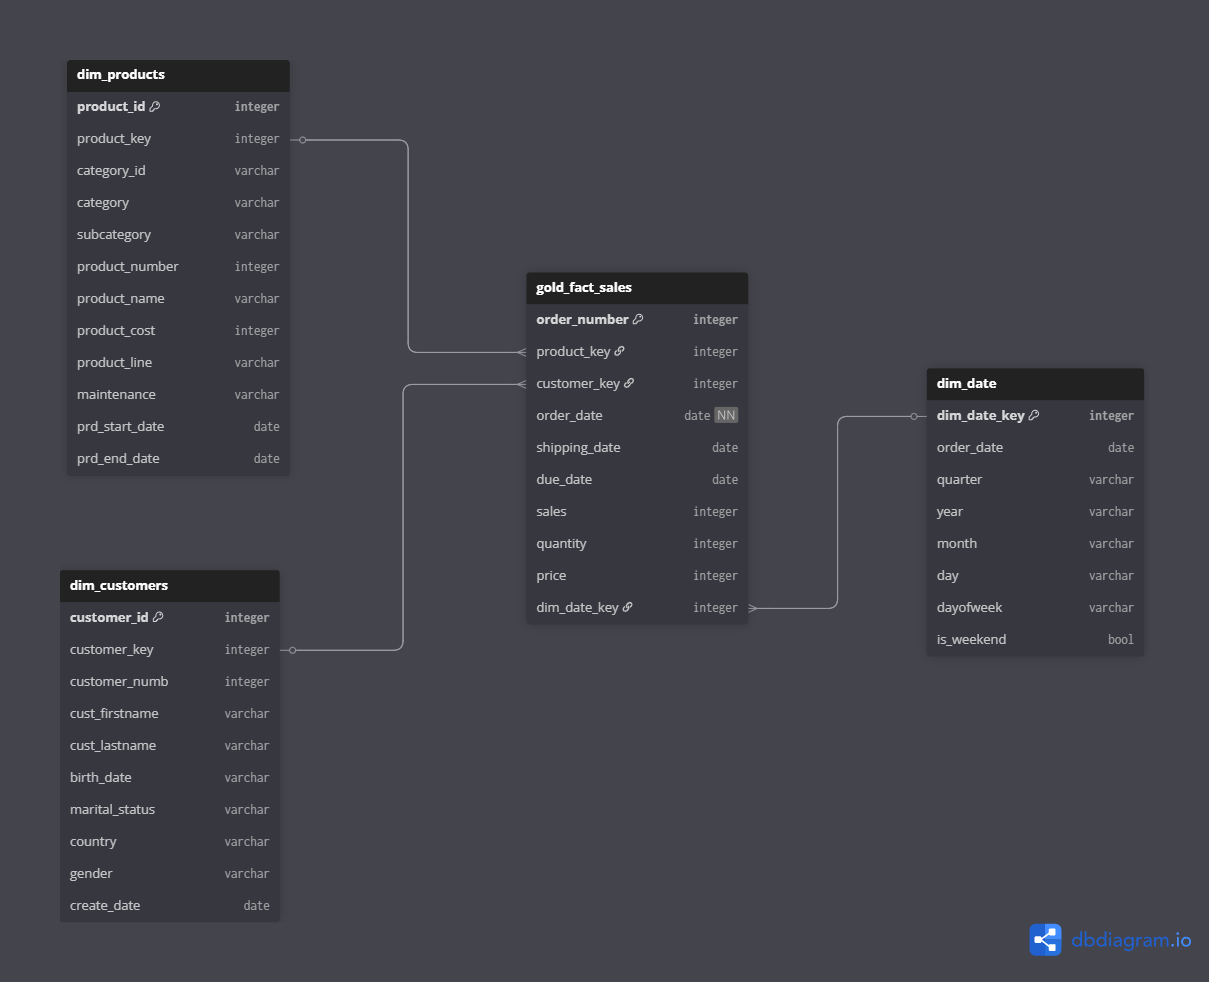 dim_products
product_id integer
product_key integer
category_id varchar
category varchar
subcategory varchar
product_number integer
product_name varchar
product_cost integer
product_line varchar
maintenance varchar
prd_start_date date
prd_end_date date
gold_fact_sales
order_number integer
product_key integer
customer_key integer
order_date date NN
shipping_date date
due_date date
sales integer
quantity integer
price integer
dim_date_key integer
dim_date
dim_date_key integer
order_date date
quarter varchar
year varchar
month varchar
day varchar
dayofweek varchar
is_weekend bool
dim_customers
customer_id integer
customer_key integer
customer_numb integer
cust_firstname varchar
cust_lastname varchar
birth_date varchar
marital_status varchar
country varchar
gender varchar
create_date date
dbdiagram.io